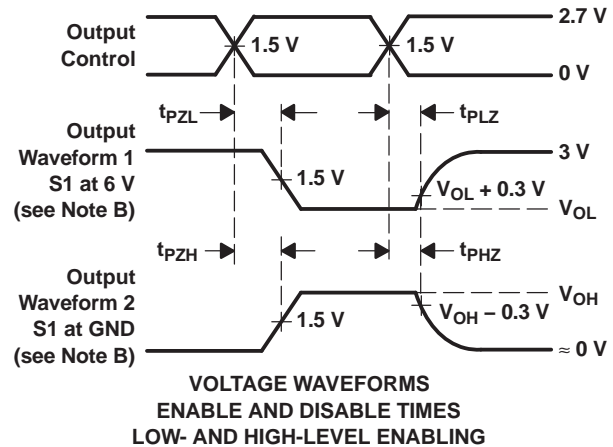 2.7 V
Output
Control
1.5 V
1.5 V
0 V
tPZL
tPLZ
Output
Waveform 1
S1 at 6 V
(see Note B)
3 V
1.5 V
VOL + 0.3 V
VOL
tPZH
tPHZ
Output
Waveform 2
S1 at GND
(see Note B)
VOH
1.5 V
VOH − 0.3 V
≈ 0 V
VOLTAGE WAVEFORMS
ENABLE AND DISABLE TIMES
LOW- AND HIGH-LEVEL ENABLING